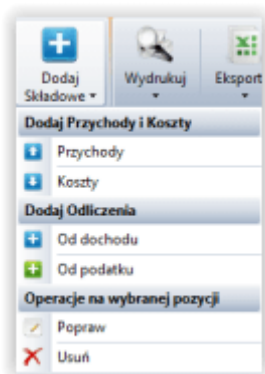 Dodaj
Składowe
Wydrukuj
Eksport
Dodaj Przychody i Koszty
Przychody
Koszty
Dodaj Odliczenia
Od dochodu
Od podatku
Operacje na wybranej pozycji
Popraw
Usuń